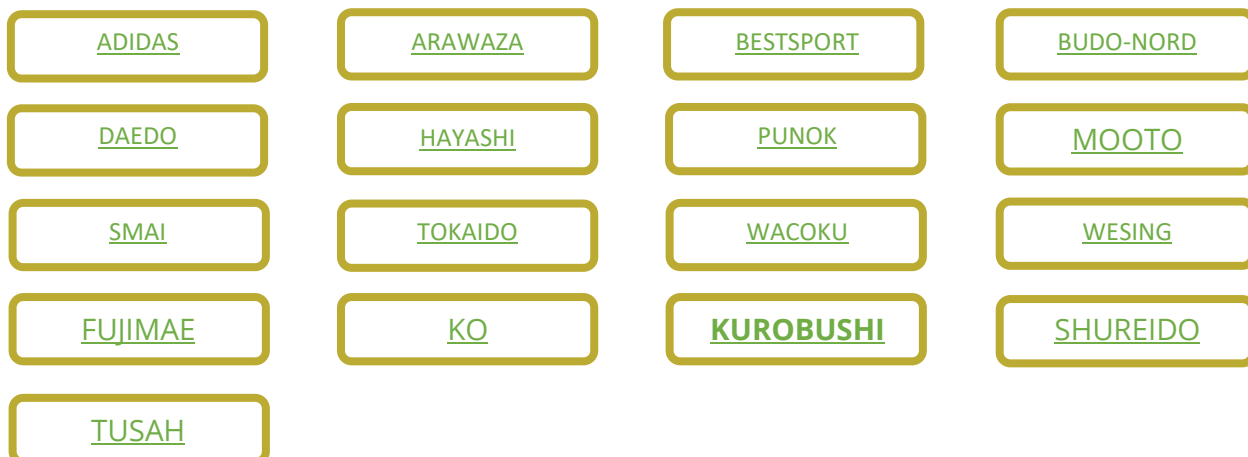 ADIDAS ARAWAZA BESTSPORT BUDO-NORD
DAEDO HAYASHI PUNOK MOOTO
SMAI TOKAIDO WACOKU WESING
FUJIMAE KO KUROBUSHI SHUREIDO
TUSAH